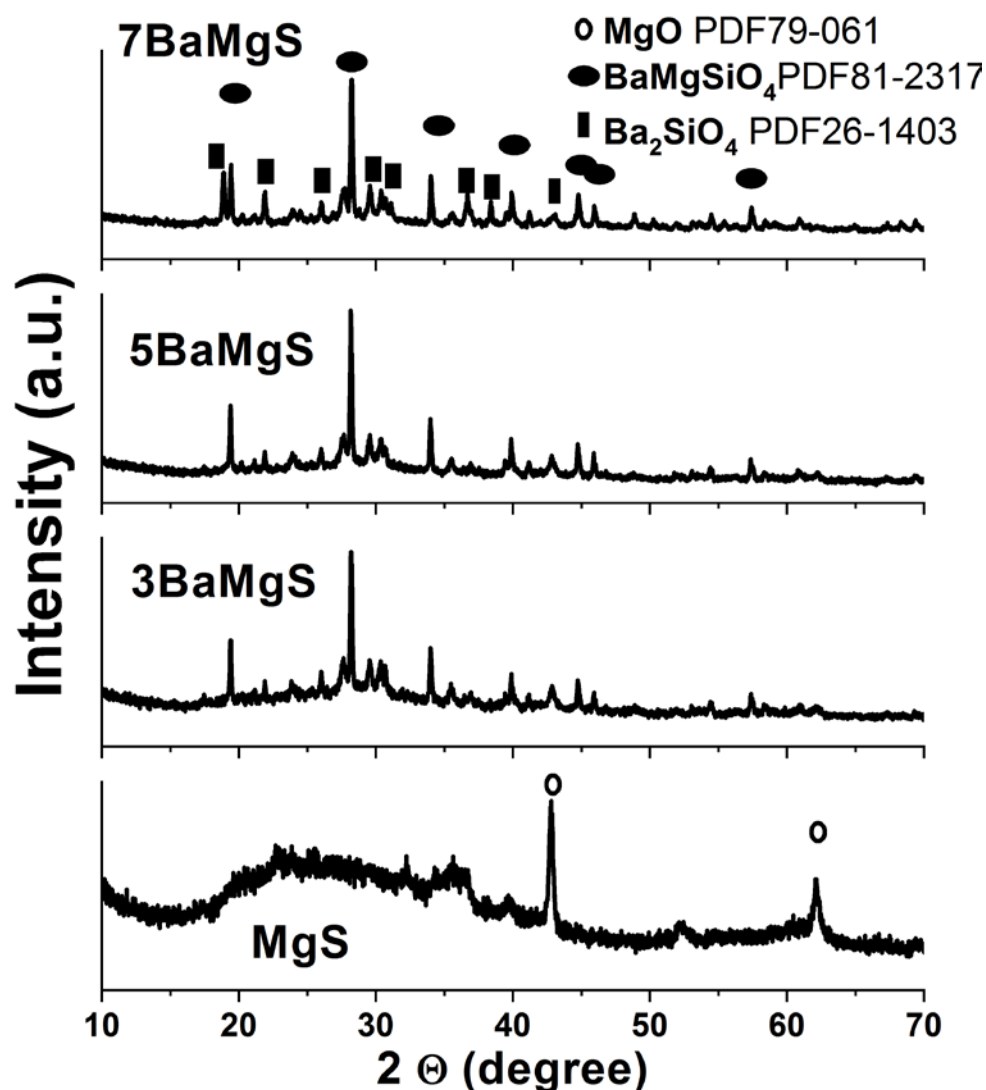 7BaMgS
MgO PDF79-061
BaMgSiO₄PDF81-2317
Ba₂SiO₄ PDF26-1403
5BaMgS
3BaMgS
MgS
Intensity (a.u.)
10 20 30 40 50 60 70
2 Θ (degree)